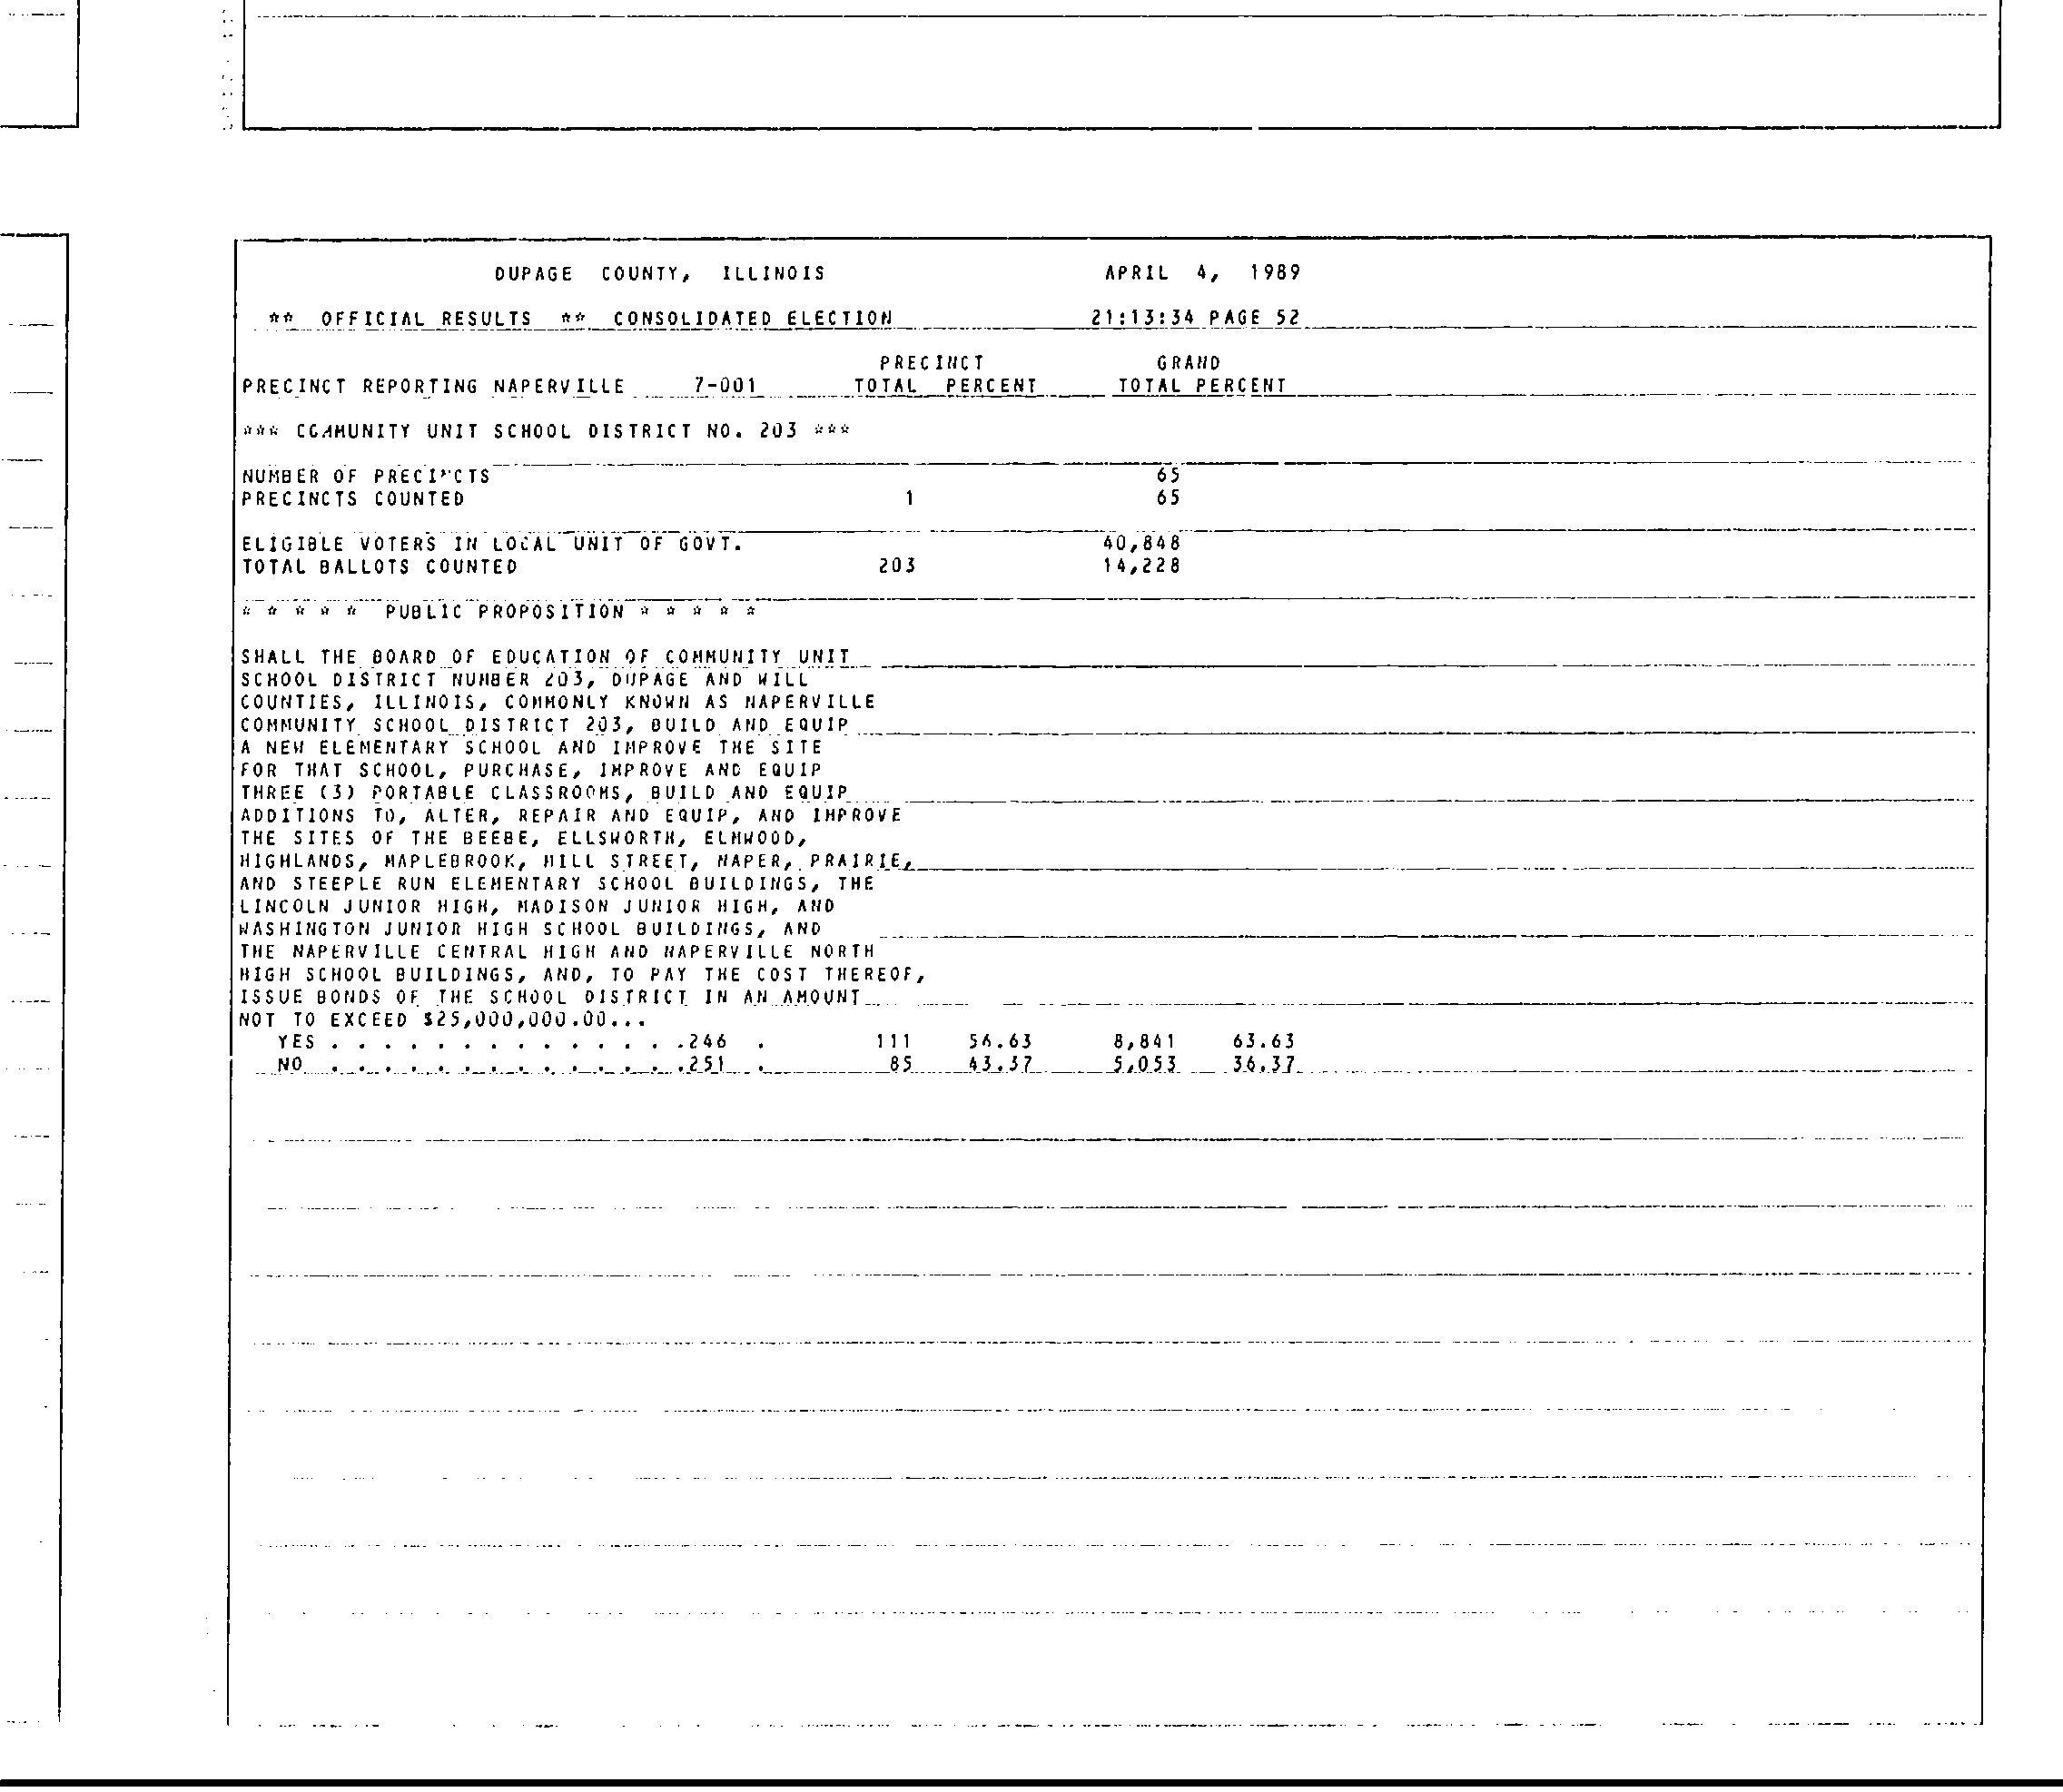 DUPAGE COUNTY, ILLINOIS APRIL 4, 1989
** OFFICIAL RESULTS ** CONSOLIDATED ELECTION 21:13:34 PAGE 52
PRECINCT GRAND
PRECINCT REPORTING NAPERVILLE 7-001 TOTAL PERCENT TOTAL PERCENT
*** COMMUNITY UNIT SCHOOL DISTRICT NO. 203 ***
NUMBER OF PRECINCTS 65
PRECINCTS COUNTED 1 65
ELIGIBLE VOTERS IN LOCAL UNIT OF GOVT. 40,848
TOTAL BALLOTS COUNTED 203 14,228
* * * * * PUBLIC PROPOSITION * * * * *
SHALL THE BOARD OF EDUCATION OF COMMUNITY UNIT
SCHOOL DISTRICT NUMBER 203, DUPAGE AND WILL
COUNTIES, ILLINOIS, COMMONLY KNOWN AS NAPERVILLE
COMMUNITY SCHOOL DISTRICT 203, BUILD AND EQUIP
A NEW ELEMENTARY SCHOOL AND IMPROVE THE SITE
FOR THAT SCHOOL, PURCHASE, IMPROVE AND EQUIP
THREE (3) PORTABLE CLASSROOMS, BUILD AND EQUIP
ADDITIONS TO, ALTER, REPAIR AND EQUIP, AND IMPROVE
THE SITES OF THE BEEBE, ELLSWORTH, ELMWOOD,
HIGHLANDS, MAPLEBROOK, MILL STREET, NAPER, PRAIRIE,
AND STEEPLE RUN ELEMENTARY SCHOOL BUILDINGS, THE
LINCOLN JUNIOR HIGH, MADISON JUNIOR HIGH, AND
WASHINGTON JUNIOR HIGH SCHOOL BUILDINGS, AND
THE NAPERVILLE CENTRAL HIGH AND NAPERVILLE NORTH
HIGH SCHOOL BUILDINGS, AND, TO PAY THE COST THEREOF,
ISSUE BONDS OF THE SCHOOL DISTRICT IN AN AMOUNT
NOT TO EXCEED $25,000,000.00...
YES . . . . . . . . . . . . . .246 . 111 56.63 8,841 63.63
NO . . . . . . . . . . . . . .251 . 85 43.37 5,053 36.37